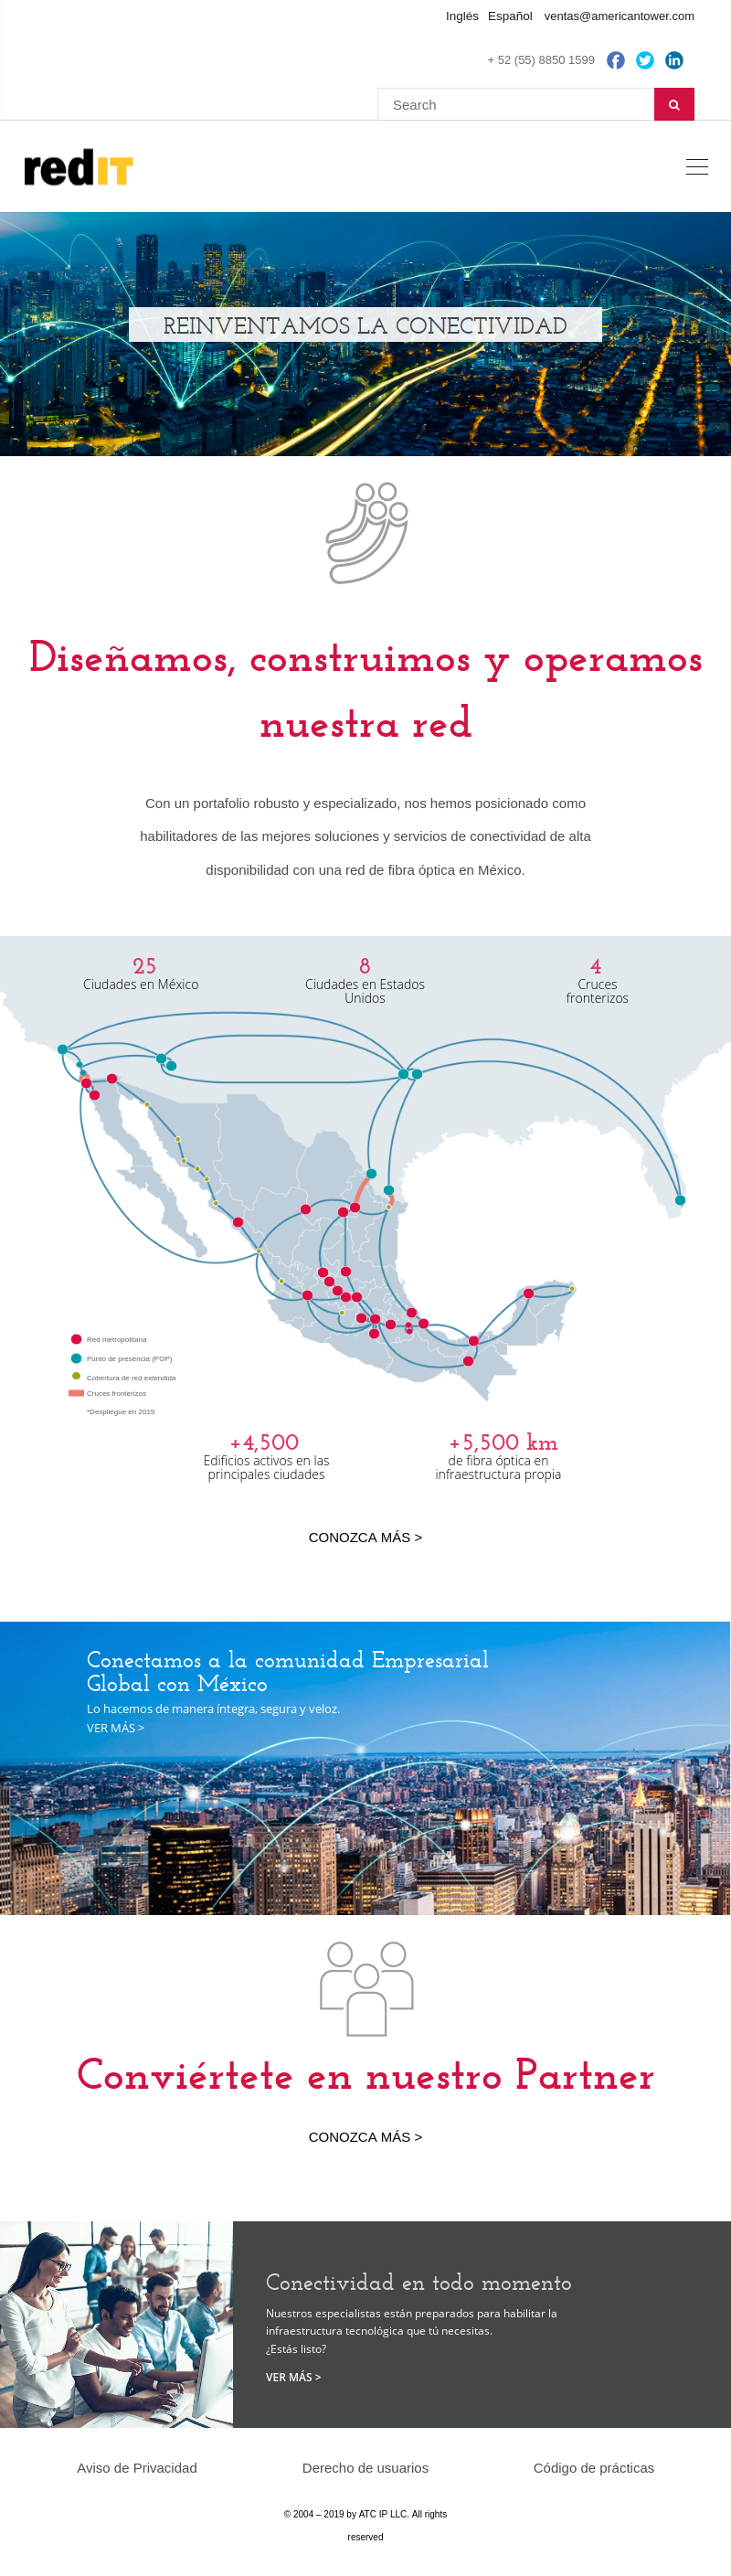 Inglés Español ventas@americantower.com
+ 52 (55) 8850 1599
Search
redIT
REINVENTAMOS LA CONECTIVIDAD
Diseñamos, construimos y operamos
nuestra red
Con un portafolio robusto y especializado, nos hemos posicionado como
habilitadores de las mejores soluciones y servicios de conectividad de alta
disponibilidad con una red de fibra óptica en México.
25
Ciudades en México
8
Ciudades en Estados
Unidos
4
Cruces
fronterizos
Red metropolitana
Punto de presencia (POP)
Cobertura de red extendida
Cruces fronterizos
*Despliegue en 2019
+4,500
Edificios activos en las
principales ciudades
+5,500 km
de fibra óptica en
infraestructura propia
CONOZCA MÁS >
Conectamos a la comunidad Empresarial
Global con México
Lo hacemos de manera íntegra, segura y veloz.
VER MÁS >
Conviértete en nuestro Partner
CONOZCA MÁS >
Conectividad en todo momento
Nuestros especialistas están preparados para habilitar la
infraestructura tecnológica que tú necesitas.
¿Estás listo?
VER MÁS >
Aviso de Privacidad
Derecho de usuarios
Código de prácticas
© 2004 – 2019 by ATC IP LLC. All rights
reserved